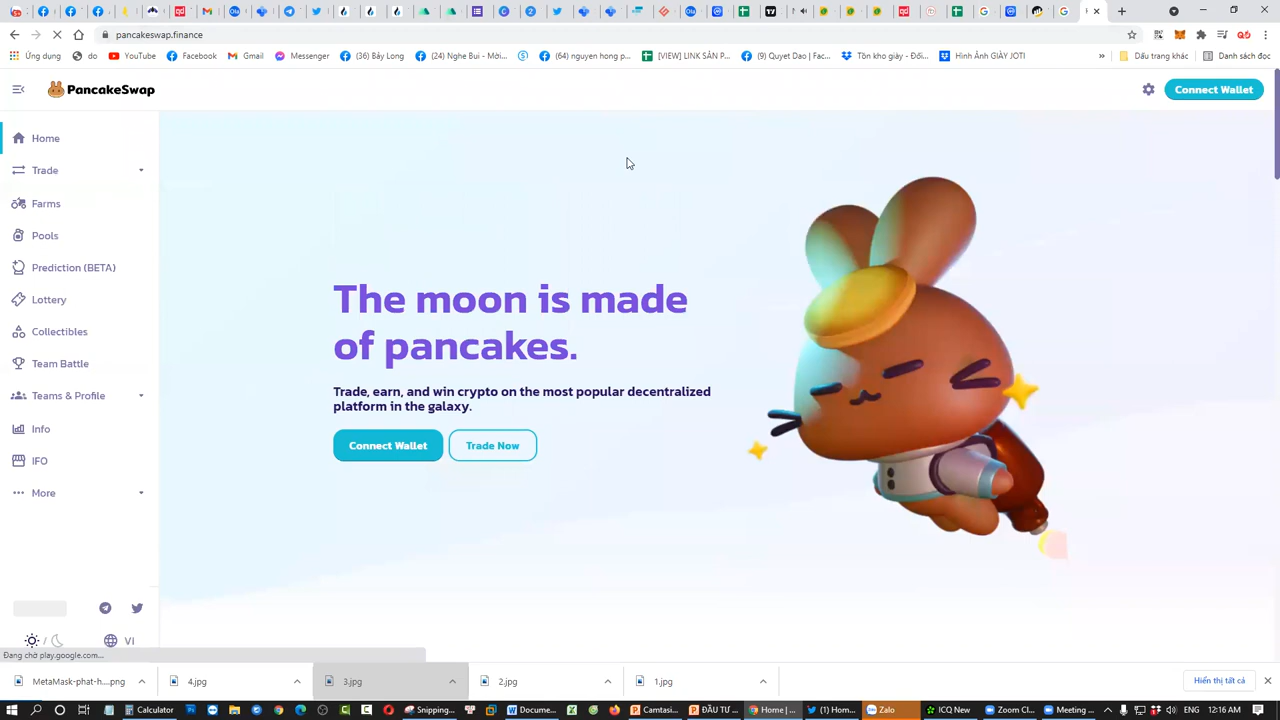 pancakeswap.finance
Ứng dụng
YouTube
Facebook
Gmail
Messenger
(36) Bảy Long
(24) Nghe Bui - Mời...
(64) nguyen hong p...
[VIEW] LINK SẢN P...
(9) Quyet Dao | Fac...
Tồn kho giày - Đối...
Hình Ảnh GIÀY JOTI
»
Dấu trang khác
Danh sách đọc
PancakeSwap
Connect Wallet
Home
Trade
Farms
Pools
Prediction (BETA)
Lottery
Collectibles
Team Battle
Teams & Profile
Info
IFO
More
The moon is made
of pancakes.
Trade, earn, and win crypto on the most popular decentralized
platform in the galaxy.
Connect Wallet
Trade Now
/
VI
Đang chờ play.google.com...
MetaMask-phat-h....png
4.jpg
3.jpg
2.jpg
1.jpg
Hiển thị tất cả
Calculator
Snipping...
Docume...
Camtasi...
ĐẦU TƯ ...
Home | ...
(1) Hom...
Zalo
ICQ New
Zoom Cl...
Meeting ...
ENG
12:16 AM